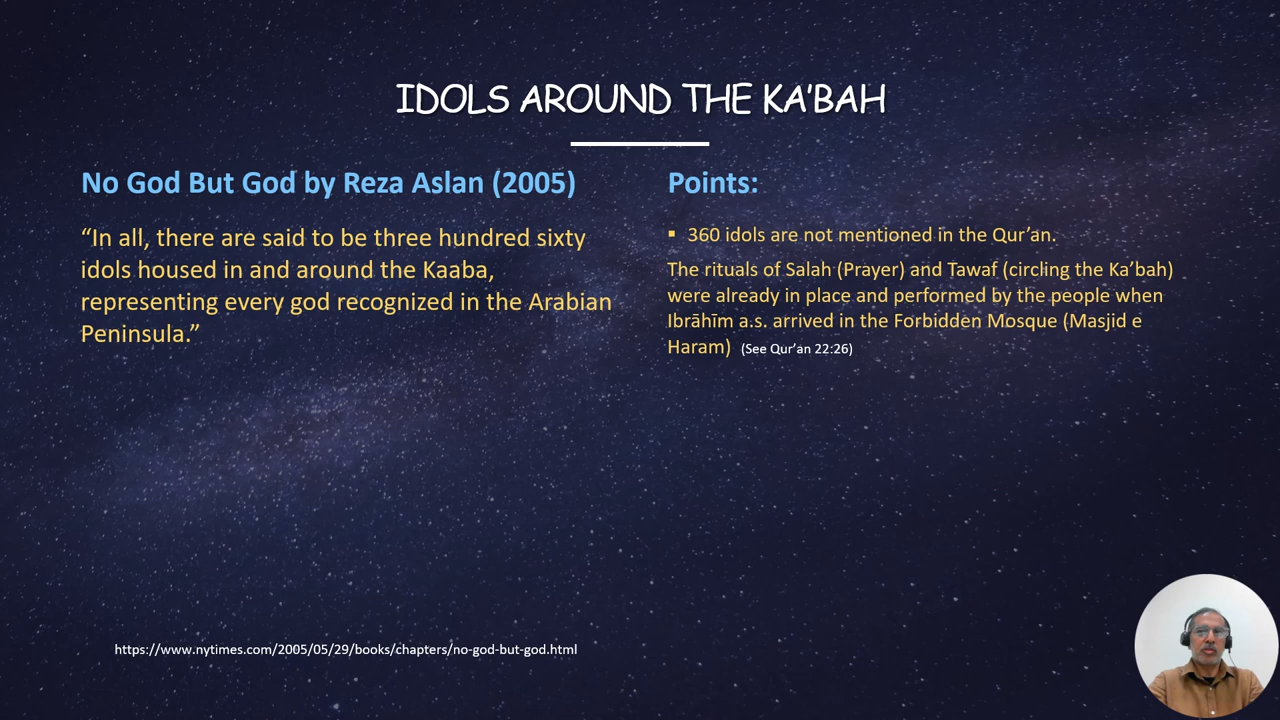 IDOLS AROUND THE KA'BAH
No God But God by Reza Aslan (2005)
“In all, there are said to be three hundred sixty
idols housed in and around the Kaaba,
representing every god recognized in the Arabian
Peninsula.”
Points:
▪ 360 idols are not mentioned in the Qur’an.
The rituals of Salah (Prayer) and Tawaf (circling the Ka’bah)
were already in place and performed by the people when
Ibrāhīm a.s. arrived in the Forbidden Mosque (Masjid e
Haram) (See Qur’an 22:26)
https://www.nytimes.com/2005/05/29/books/chapters/no-god-but-god.html